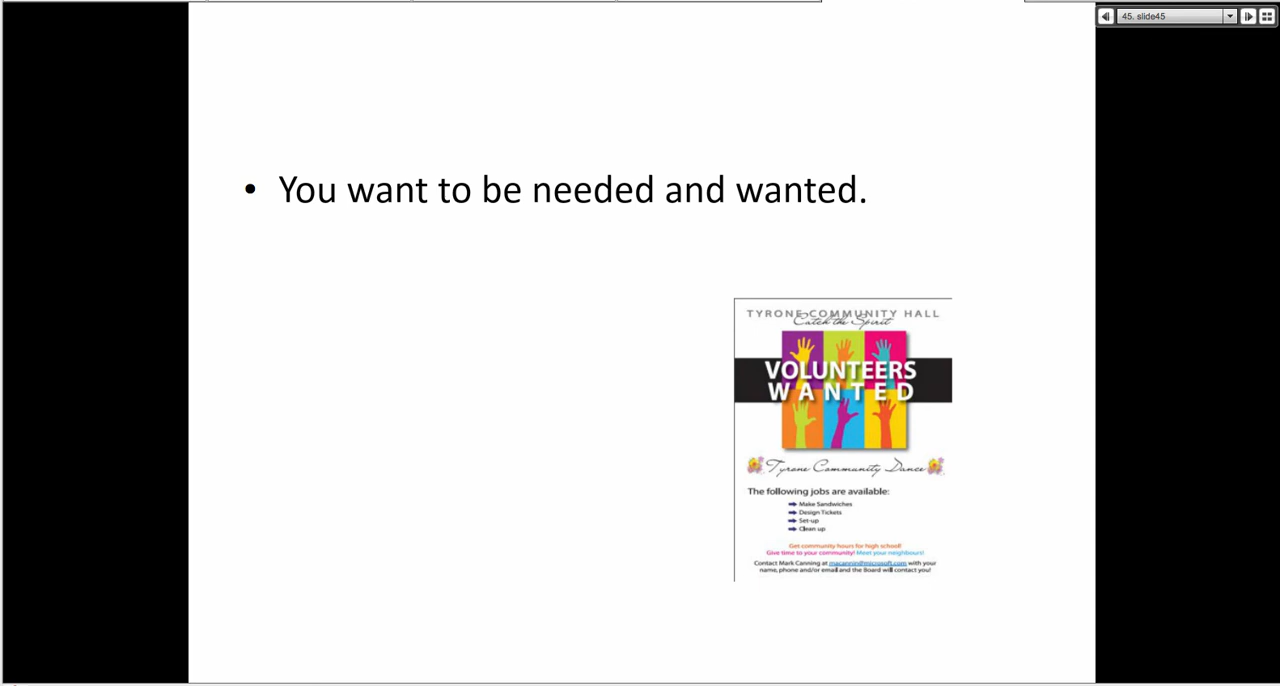 45. slide45
• You want to be needed and wanted.
TYRONE COMMUNITY HALL
Catch the Spirit
VOLUNTEERS
WANTED
Tyrone Community Dance
The following jobs are available:
Make Sandwiches
Design Tickets
Set-up
Clean up
Get community hours for high school!
Give time to your community! Meet your neighbours!
Contact Mark Canning at macannin@microsoft.com with your
name, phone and/or email and the Board will contact you!